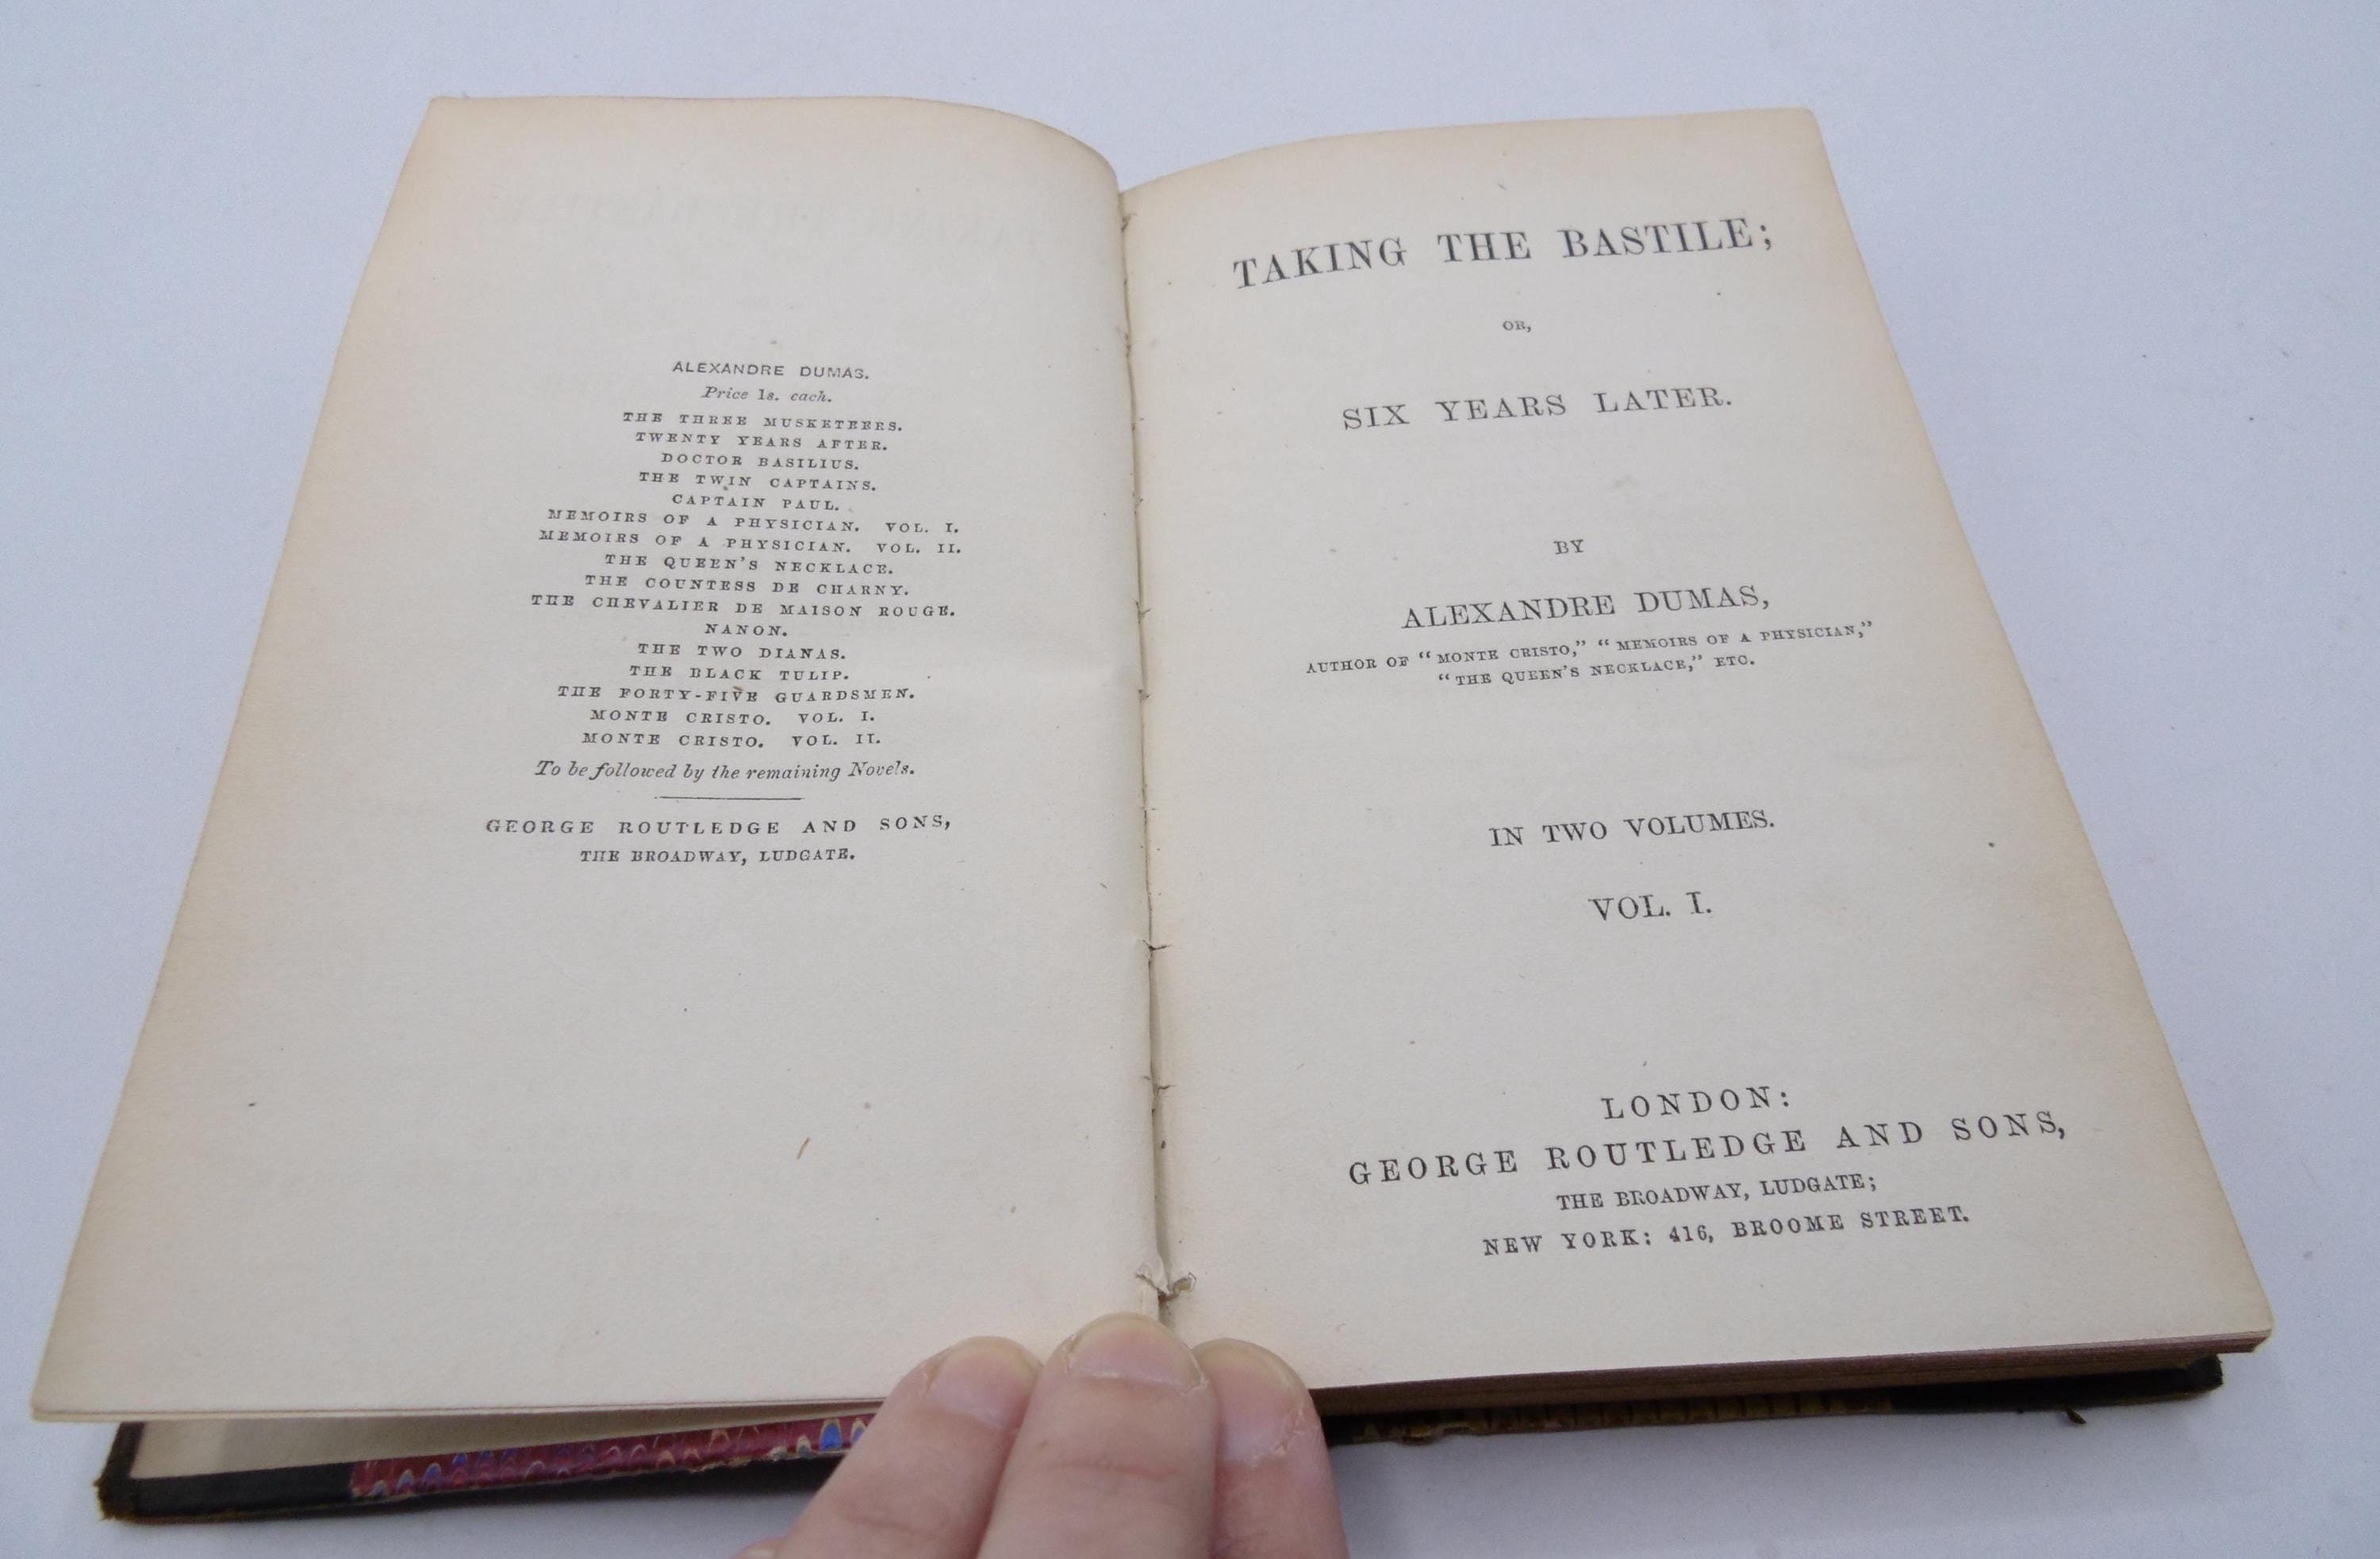 ALEXANDRE DUMAS.
Price 1s. each.
THE THREE MUSKETEERS.
TWENTY YEARS AFTER.
DOCTOR BASILIUS.
THE TWIN CAPTAINS.
CAPTAIN PAUL.
MEMOIRS OF A PHYSICIAN. VOL. I.
MEMOIRS OF A PHYSICIAN. VOL. II.
THE QUEEN'S NECKLACE.
THE COUNTESS DE CHARNY.
THE CHEVALIER DE MAISON ROUGE.
NANON.
THE TWO DIANAS.
THE BLACK TULIP.
THE FORTY-FIVE GUARDSMEN.
MONTE CRISTO. VOL. I.
MONTE CRISTO. VOL. II.
To be followed by the remaining Novels.
GEORGE ROUTLEDGE AND SONS,
THE BROADWAY, LUDGATE.
TAKING THE BASTILE;
OR,
SIX YEARS LATER.
BY
ALEXANDRE DUMAS,
AUTHOR OF "MONTE CRISTO," "MEMOIRS OF A PHYSICIAN,"
"THE QUEEN'S NECKLACE," ETC.
IN TWO VOLUMES.
VOL. I.
LONDON:
GEORGE ROUTLEDGE AND SONS,
THE BROADWAY, LUDGATE;
NEW YORK: 416, BROOME STREET.